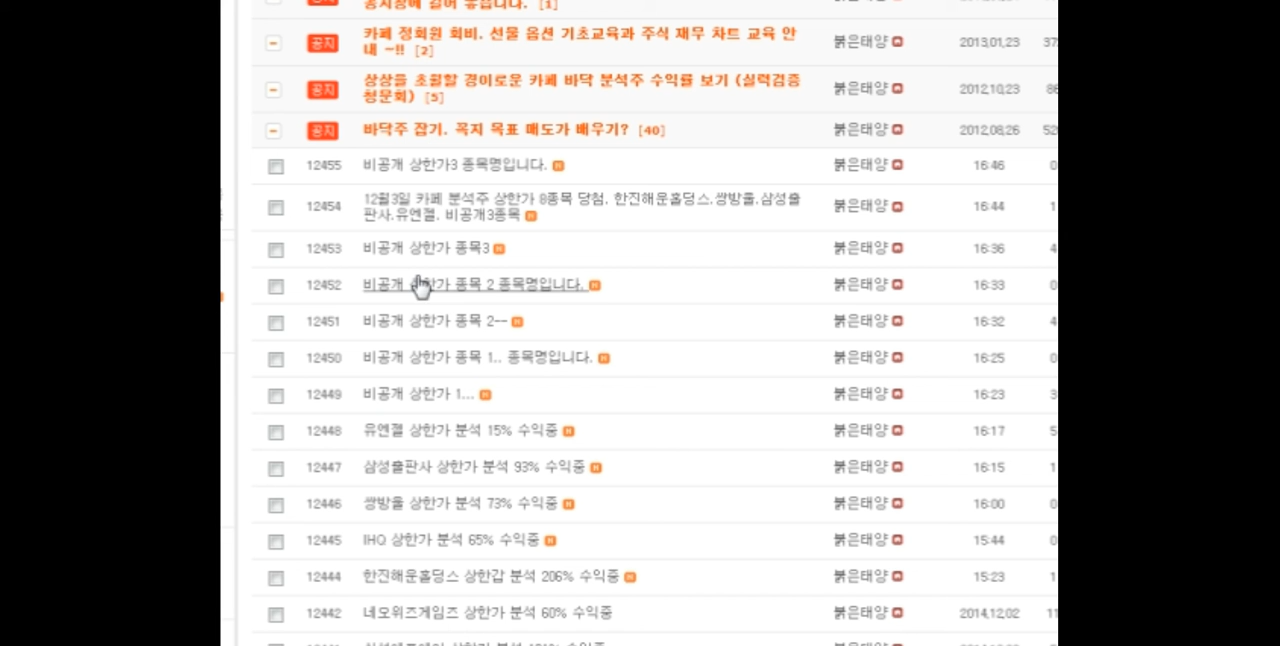 공지 카페 정회원 회비. 선물 옵션 기초교육과 주식 재무 차트 교육 안
내 ~!! [2] 붉은태양 2013.01.23
공지 상상을 초월할 경이로운 카페 바닥 분석주 수익률 보기 (실력검증
청문회) [5] 붉은태양 2012.10.23
공지 바닥주 잡기. 꼭지 목표 매도가 배우기? [40] 붉은태양 2012.08.26
12455 비공개 상한가3 종목명입니다. 붉은태양 16:46 0
12454 12월3일 카페 분석주 상한가 8종목 당첨. 한진해운홀딩스.쌍방울.삼성출
판사.유엔젤. 비공개3종목 붉은태양 16:44 1
12453 비공개 상한가 종목3 붉은태양 16:36 4
12452 비공개 상한가 종목 2 종목명입니다. 붉은태양 16:33 0
12451 비공개 상한가 종목 2-- 붉은태양 16:32 4
12450 비공개 상한가 종목 1.. 종목명입니다. 붉은태양 16:25 0
12449 비공개 상한가 1... 붉은태양 16:23 3
12448 유엔젤 상한가 분석 15% 수익중 붉은태양 16:17 5
12447 삼성출판사 상한가 분석 93% 수익중 붉은태양 16:15 1
12446 쌍방울 상한가 분석 73% 수익중 붉은태양 16:00 0
12445 IHQ 상한가 분석 65% 수익중 붉은태양 15:44 0
12444 한진해운홀딩스 상한갑 분석 206% 수익중 붉은태양 15:23 1
12442 네오위즈게임즈 상한가 분석 60% 수익중 붉은태양 2014.12.02 11